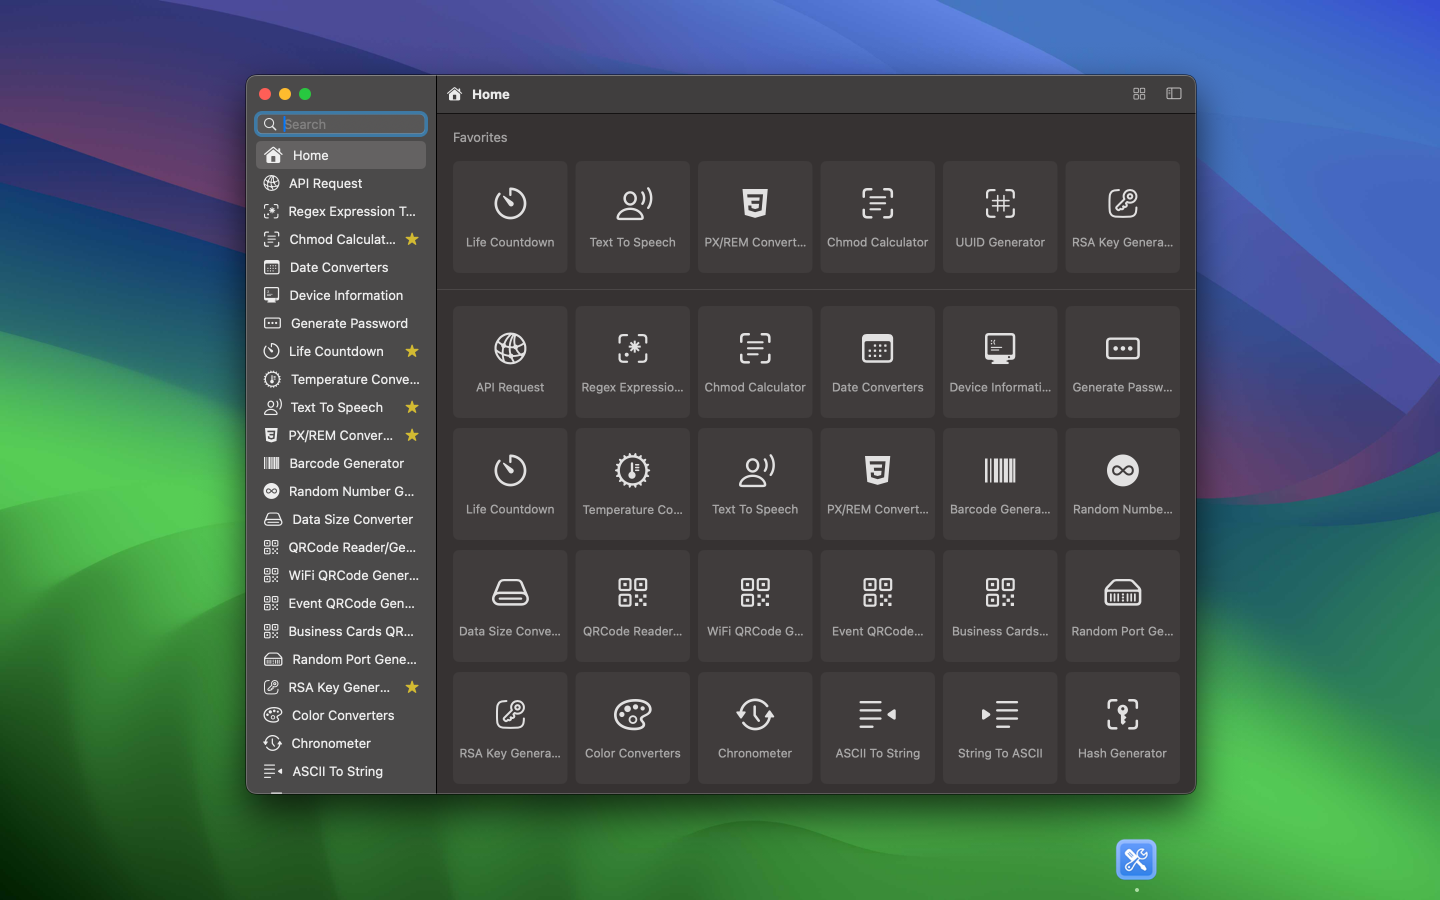 Search
Home
API Request
Regex Expression T...
Chmod Calculat...
Date Converters
Device Information
Generate Password
Life Countdown
Temperature Conve...
Text To Speech
PX/REM Conver...
Barcode Generator
Random Number G...
Data Size Converter
QRCode Reader/Ge...
WiFi QRCode Gener...
Event QRCode Gen...
Business Cards QR...
Random Port Gene...
RSA Key Gener...
Color Converters
Chronometer
ASCII To String
Home
Favorites
Life Countdown
Text To Speech
PX/REM Convert...
Chmod Calculator
UUID Generator
RSA Key Genera...
API Request
Regex Expressio...
Chmod Calculator
Date Converters
Device Informati...
Generate Passw...
Life Countdown
Temperature Co...
Text To Speech
PX/REM Convert...
Barcode Genera...
Random Numbe...
Data Size Conve...
QRCode Reader...
WiFi QRCode G...
Event QRCode...
Business Cards...
Random Port Ge...
RSA Key Genera...
Color Converters
Chronometer
ASCII To String
String To ASCII
Hash Generator